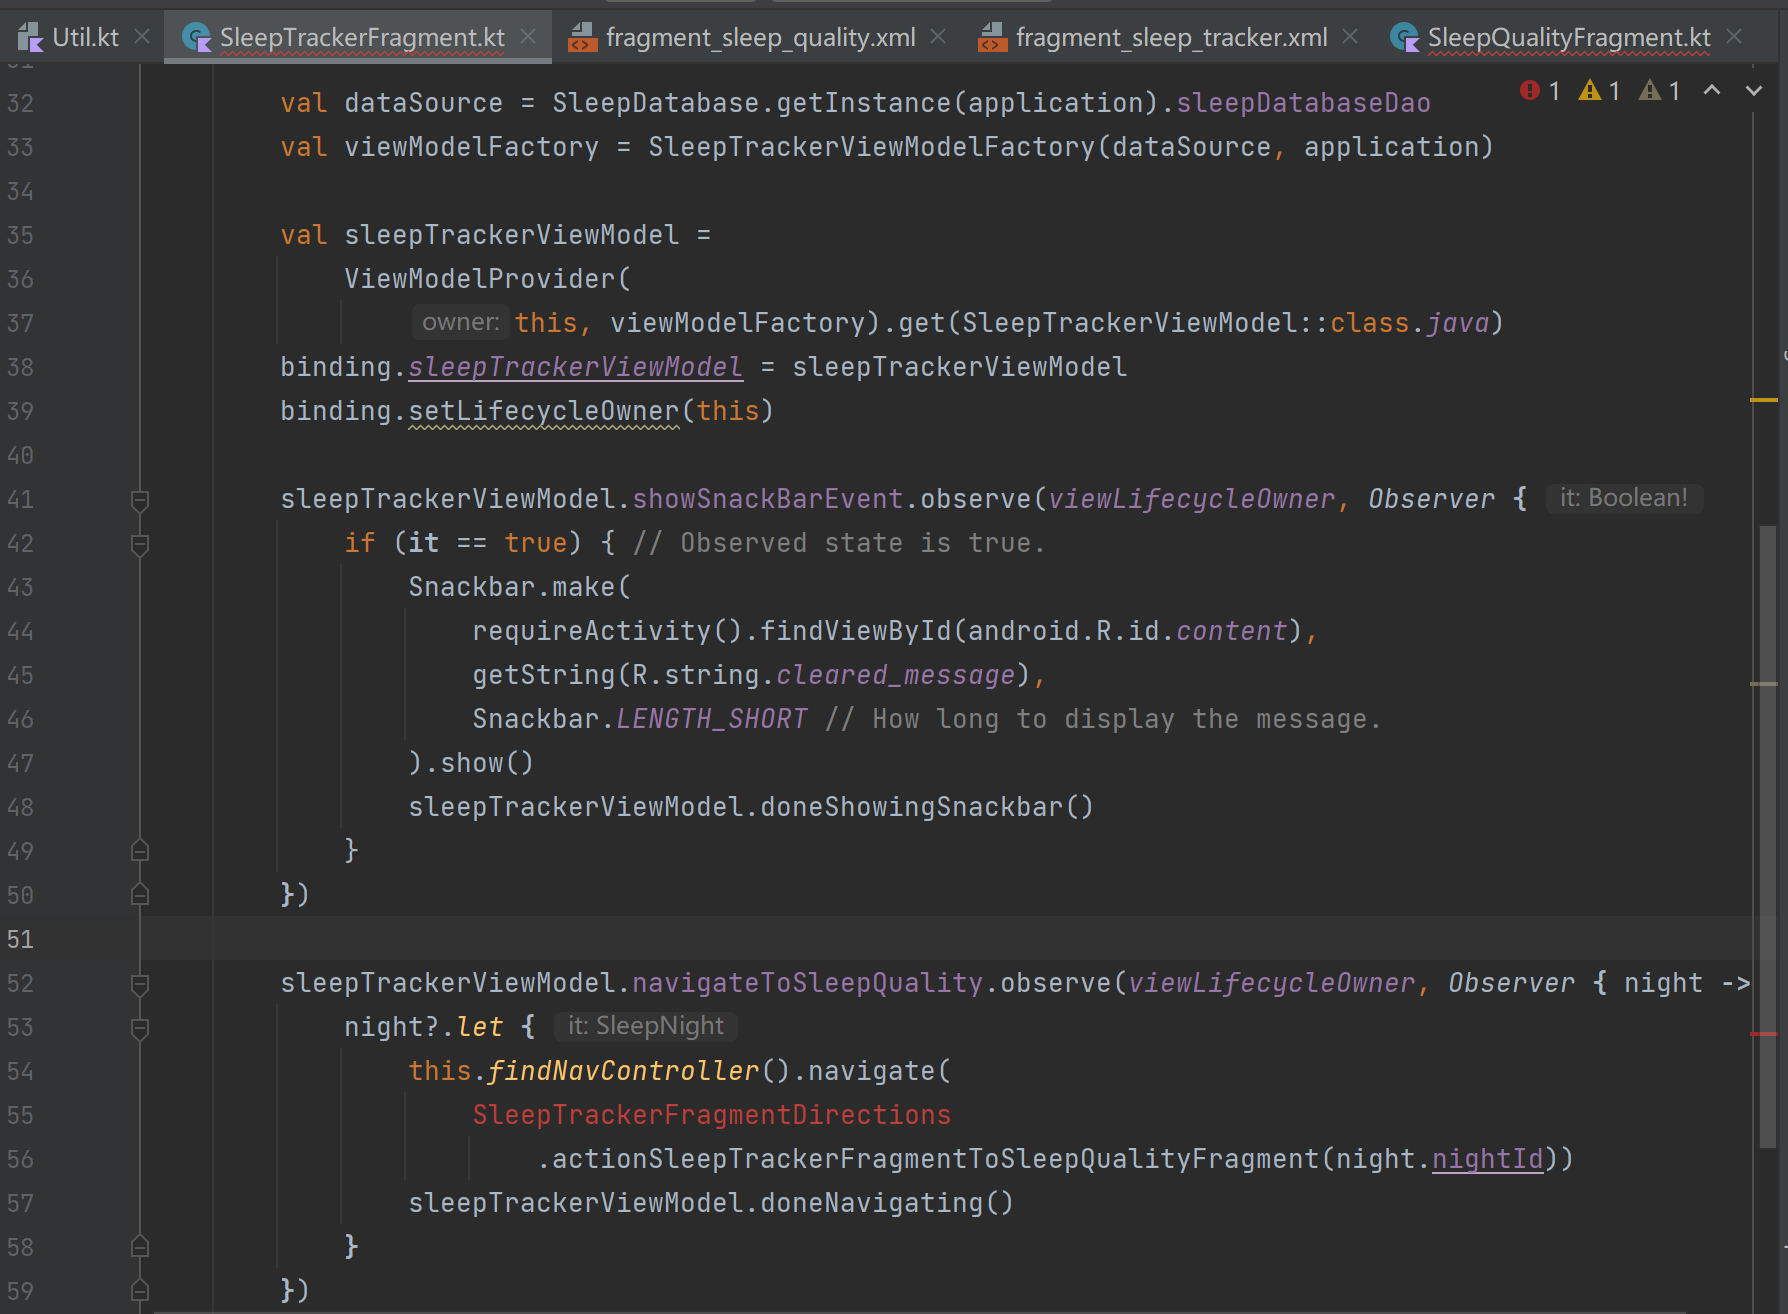 Util.kt SleepTrackerFragment.kt fragment_sleep_quality.xml fragment_sleep_tracker.xml SleepQualityFragment.kt
1 1 1
32 val dataSource = SleepDatabase.getInstance(application).sleepDatabaseDao
33 val viewModelFactory = SleepTrackerViewModelFactory(dataSource, application)
34
35 val sleepTrackerViewModel =
36 ViewModelProvider(
37 owner: this, viewModelFactory).get(SleepTrackerViewModel::class.java)
38 binding.sleepTrackerViewModel = sleepTrackerViewModel
39 binding.setLifecycleOwner(this)
40
41 sleepTrackerViewModel.showSnackBarEvent.observe(viewLifecycleOwner, Observer { it: Boolean!
42 if (it == true) { // Observed state is true.
43 Snackbar.make(
44 requireActivity().findViewById(android.R.id.content),
45 getString(R.string.cleared_message),
46 Snackbar.LENGTH_SHORT // How long to display the message.
47 ).show()
48 sleepTrackerViewModel.doneShowingSnackbar()
49 }
50 })
51
52 sleepTrackerViewModel.navigateToSleepQuality.observe(viewLifecycleOwner, Observer { night ->
53 night?.let { it: SleepNight
54 this.findNavController().navigate(
55 SleepTrackerFragmentDirections
56 .actionSleepTrackerFragmentToSleepQualityFragment(night.nightId))
57 sleepTrackerViewModel.doneNavigating()
58 }
59 })